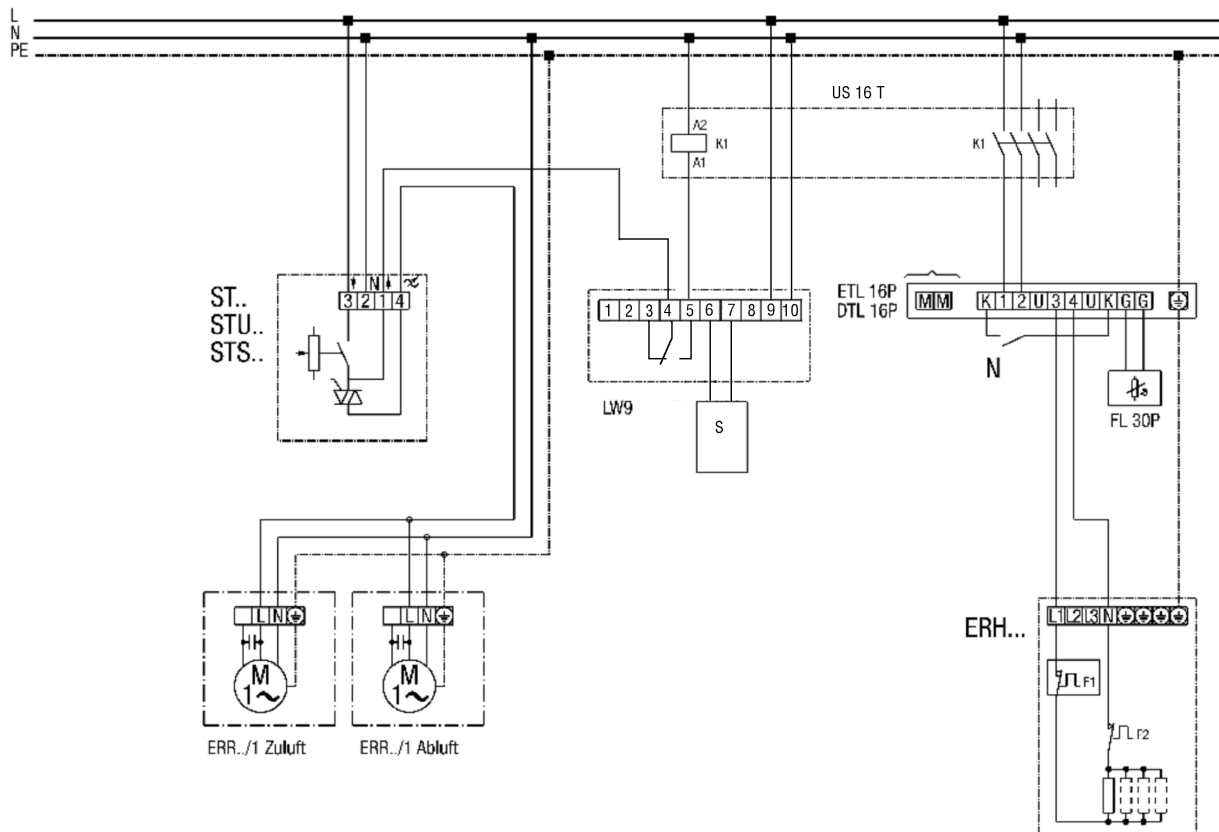 L
N
PE
US 16 T
A2
K1
A1
K1
ST..
STU..
STS..
N
3 2 1 4
1 2 3 4 5 6 7 8 9 10
LW9
S
ETL 16P
DTL 16P
M M K 1 2 U 3 4 U K G G
N
FL 30P
L N
M
1~
ERR../1 Zuluft
L N
M
1~
ERR../1 Abluft
ERH...
L1 L2 L3 N
F1
F2